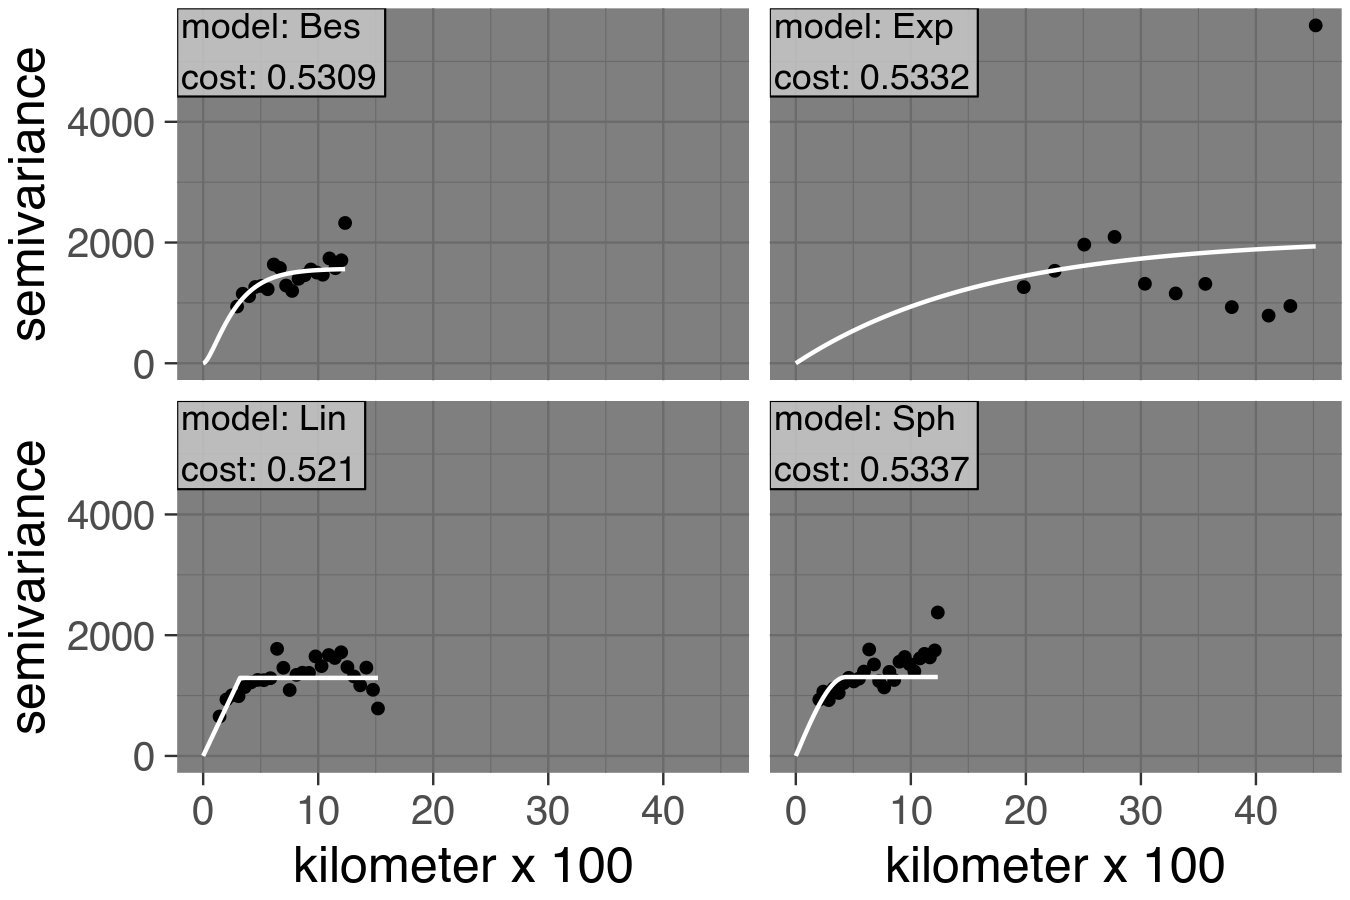 model: Bes
cost: 0.5309
model: Exp
cost: 0.5332
semivariance
4000
2000
0
model: Lin
cost: 0.521
model: Sph
cost: 0.5337
semivariance
4000
2000
0
0 10 20 30 40
0 10 20 30 40
kilometer x 100
kilometer x 100